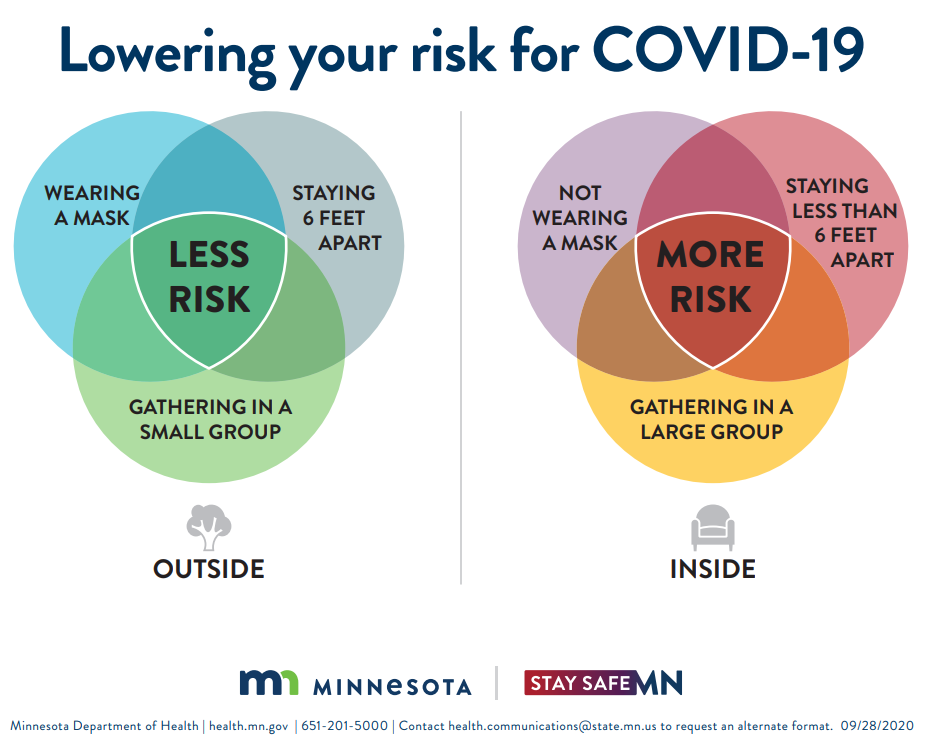 Lowering your risk for COVID-19
WEARING
A MASK
STAYING
6 FEET
APART
LESS
RISK
GATHERING IN A
SMALL GROUP
OUTSIDE
NOT
WEARING
A MASK
STAYING
LESS THAN
6 FEET
APART
MORE
RISK
GATHERING IN A
LARGE GROUP
INSIDE
mn MINNESOTA | STAY SAFE MN
Minnesota Department of Health | health.mn.gov | 651-201-5000 | Contact health.communications@state.mn.us to request an alternate format. 09/28/2020